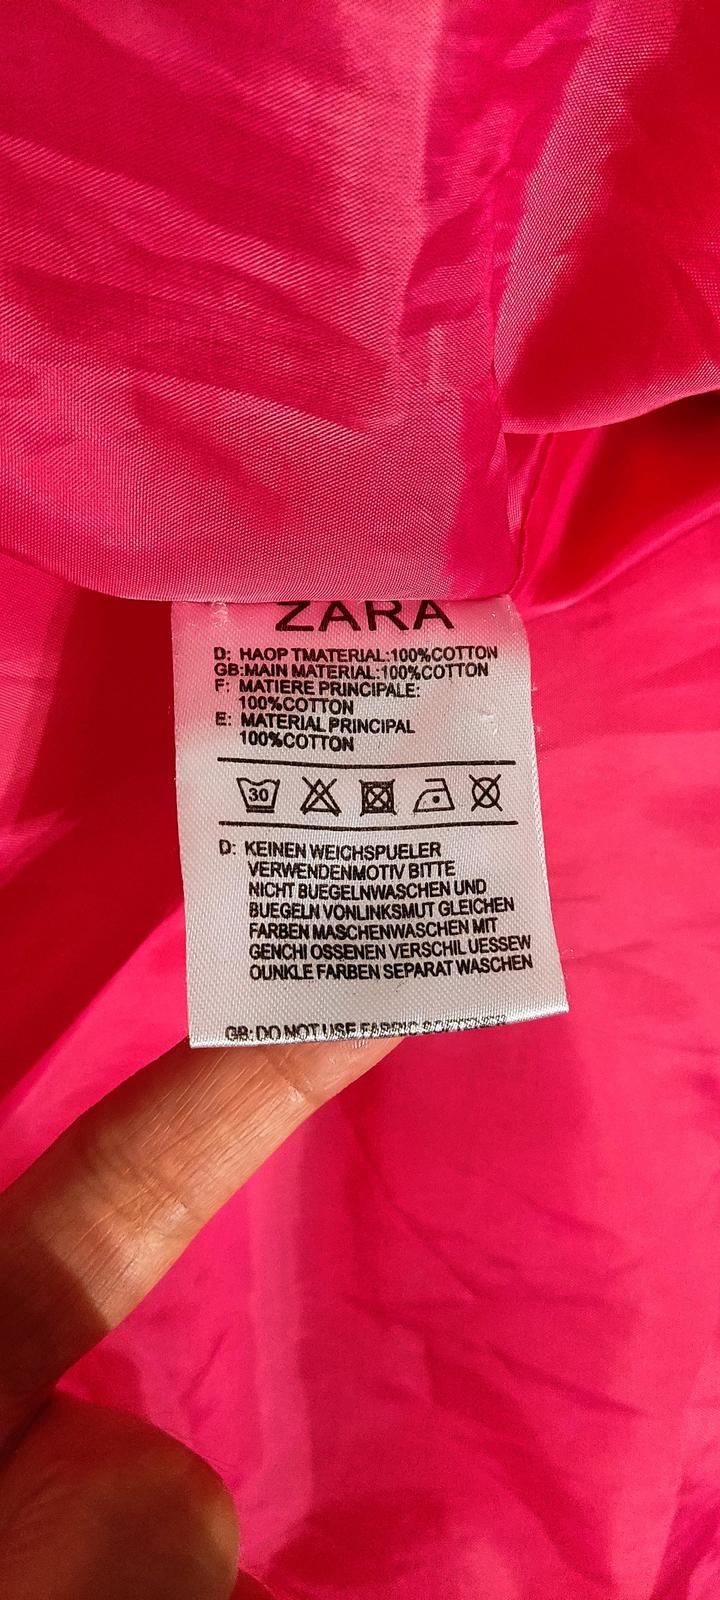 ZARA
D: HAOP TMATERIAL:100%COTTON
GB:MAIN MATERIAL:100%COTTON
F: MATIERE PRINCIPALE:
100%COTTON
E: MATERIAL PRINCIPAL
100%COTTON
30
D: KEINEN WEICHSPUELER
VERWENDENMOTIV BITTE
NICHT BUEGELNWASCHEN UND
BUEGELN VONLINKSMUT GLEICHEN
FARBEN MASCHENWASCHEN MIT
GENCHI OSSENEN VERSCHIL UESSEW
OUNKLE FARBEN SEPARAT WASCHEN
GB: DO NOT USE FABRIC